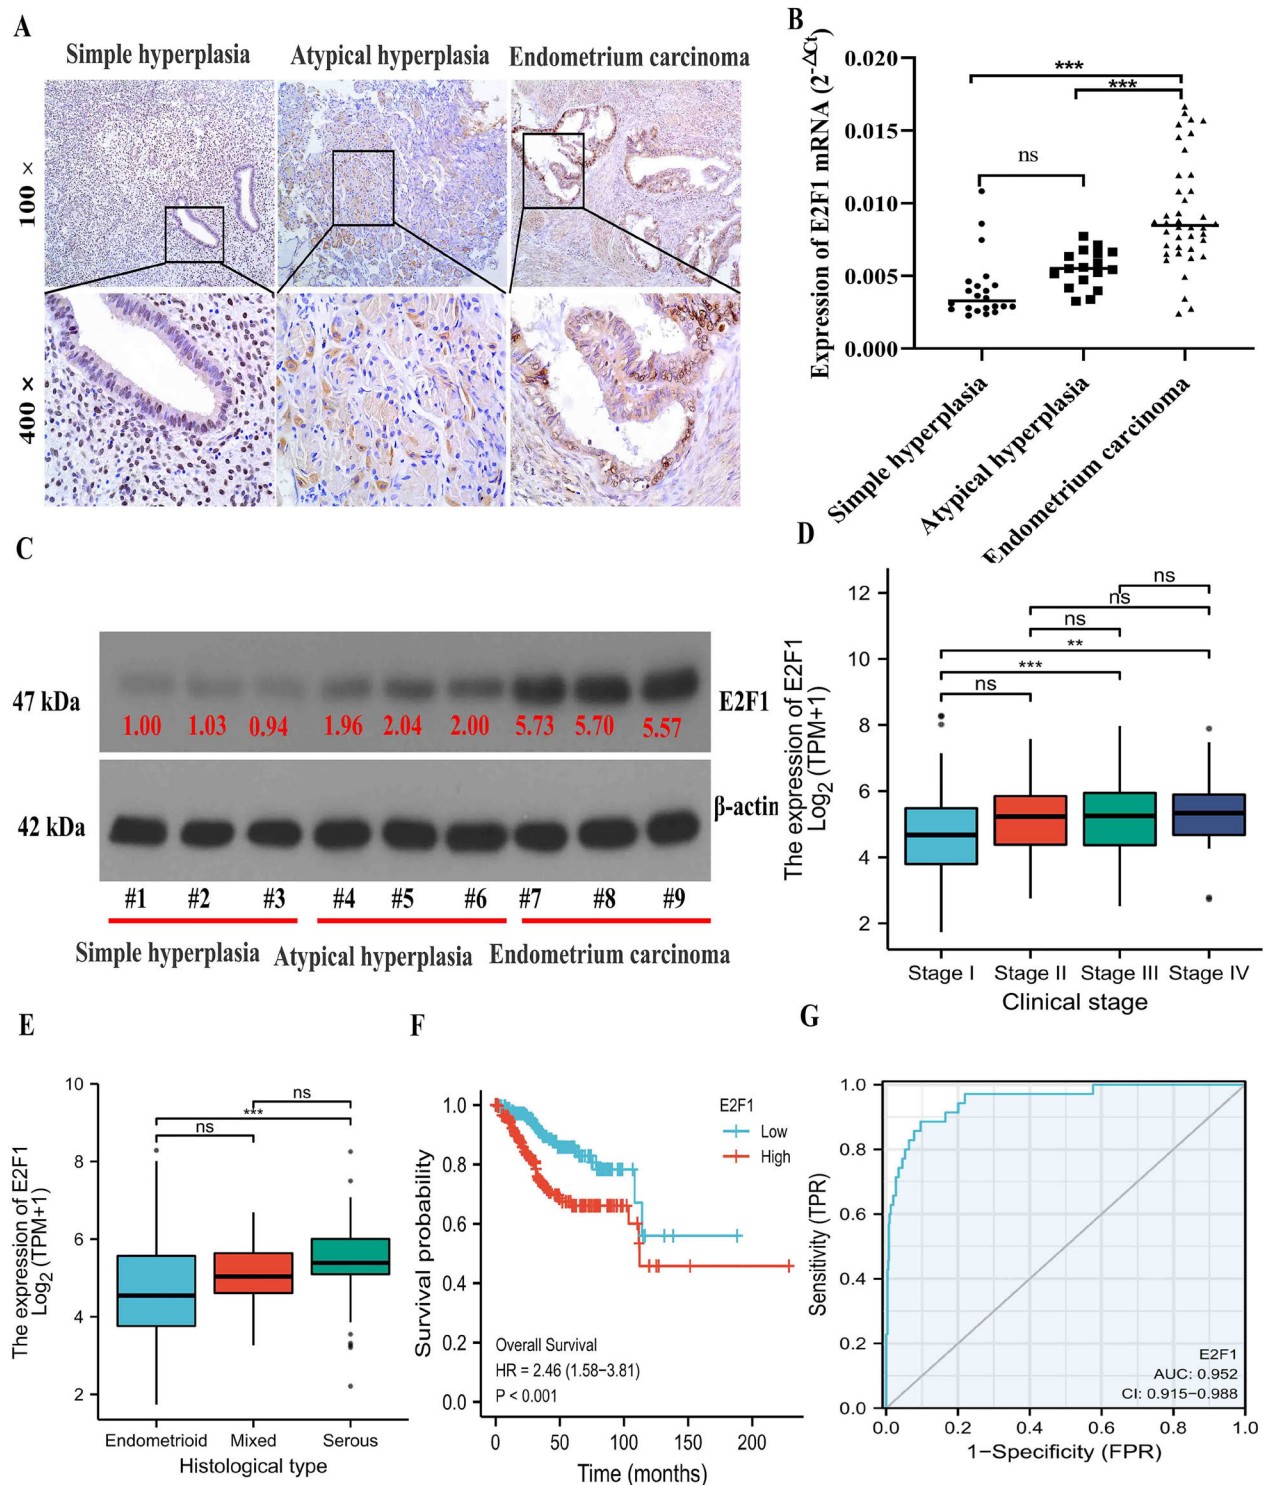 A
Simple hyperplasia
Atypical hyperplasia
Endometrium carcinoma
100 ×
400 ×
B
Expression of E2F1 mRNA (2^-ΔCt)
0.020
0.015
0.010
0.005
0.000
***
***
ns
Simple hyperplasia
Atypical hyperplasia
Endometrium carcinoma
C
47 kDa
E2F1
1.00 1.03 0.94 1.96 2.04 2.00 5.73 5.70 5.57
42 kDa
β-actin
#1 #2 #3 #4 #5 #6 #7 #8 #9
Simple hyperplasia
Atypical hyperplasia
Endometrium carcinoma
D
The expression of E2F1
Log2 (TPM+1)
12
10
8
6
4
2
ns
ns
ns
**
***
ns
Stage I Stage II Stage III Stage IV
Clinical stage
E
The expression of E2F1
Log2 (TPM+1)
10
8
6
4
2
ns
***
ns
Endometrioid Mixed Serous
Histological type
F
Survival probability
1.0
0.8
0.6
0.4
0.2
0.0
E2F1
Low
High
Overall Survival
HR = 2.46 (1.58−3.81)
P < 0.001
0 50 100 150 200
Time (months)
G
Sensitivity (TPR)
1.0
0.8
0.6
0.4
0.2
0.0
E2F1
AUC: 0.952
CI: 0.915−0.988
0.0 0.2 0.4 0.6 0.8 1.0
1−Specificity (FPR)